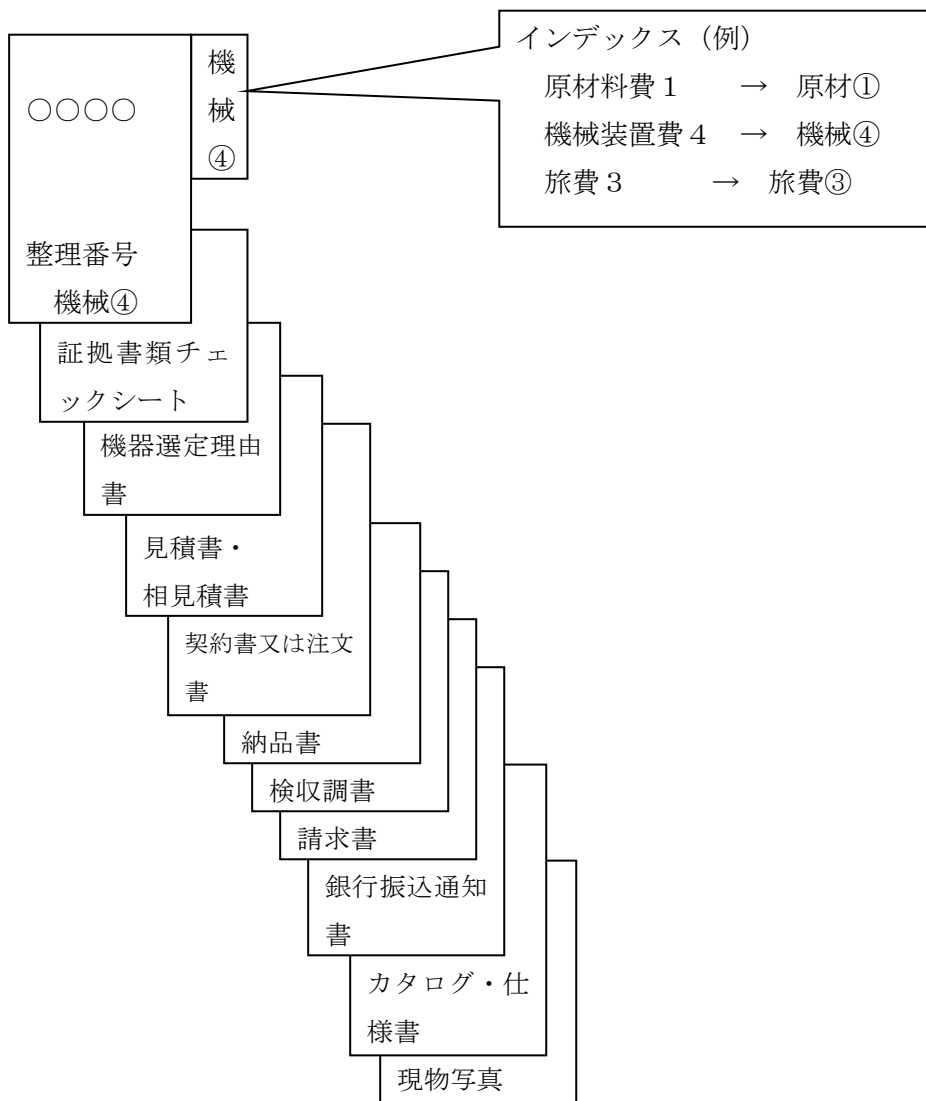 ○○○○
整理番号
機械④
機
械
④
インデックス（例）
原材料費１　　→　原材①
機械装置費４　→　機械④
旅費３　　　→　旅費③
証拠書類チェ
ックシート
機器選定理由
書
見積書・
相見積書
契約書又は注文
書
納品書
検収調書
請求書
銀行振込通知
書
カタログ・仕
様書
現物写真